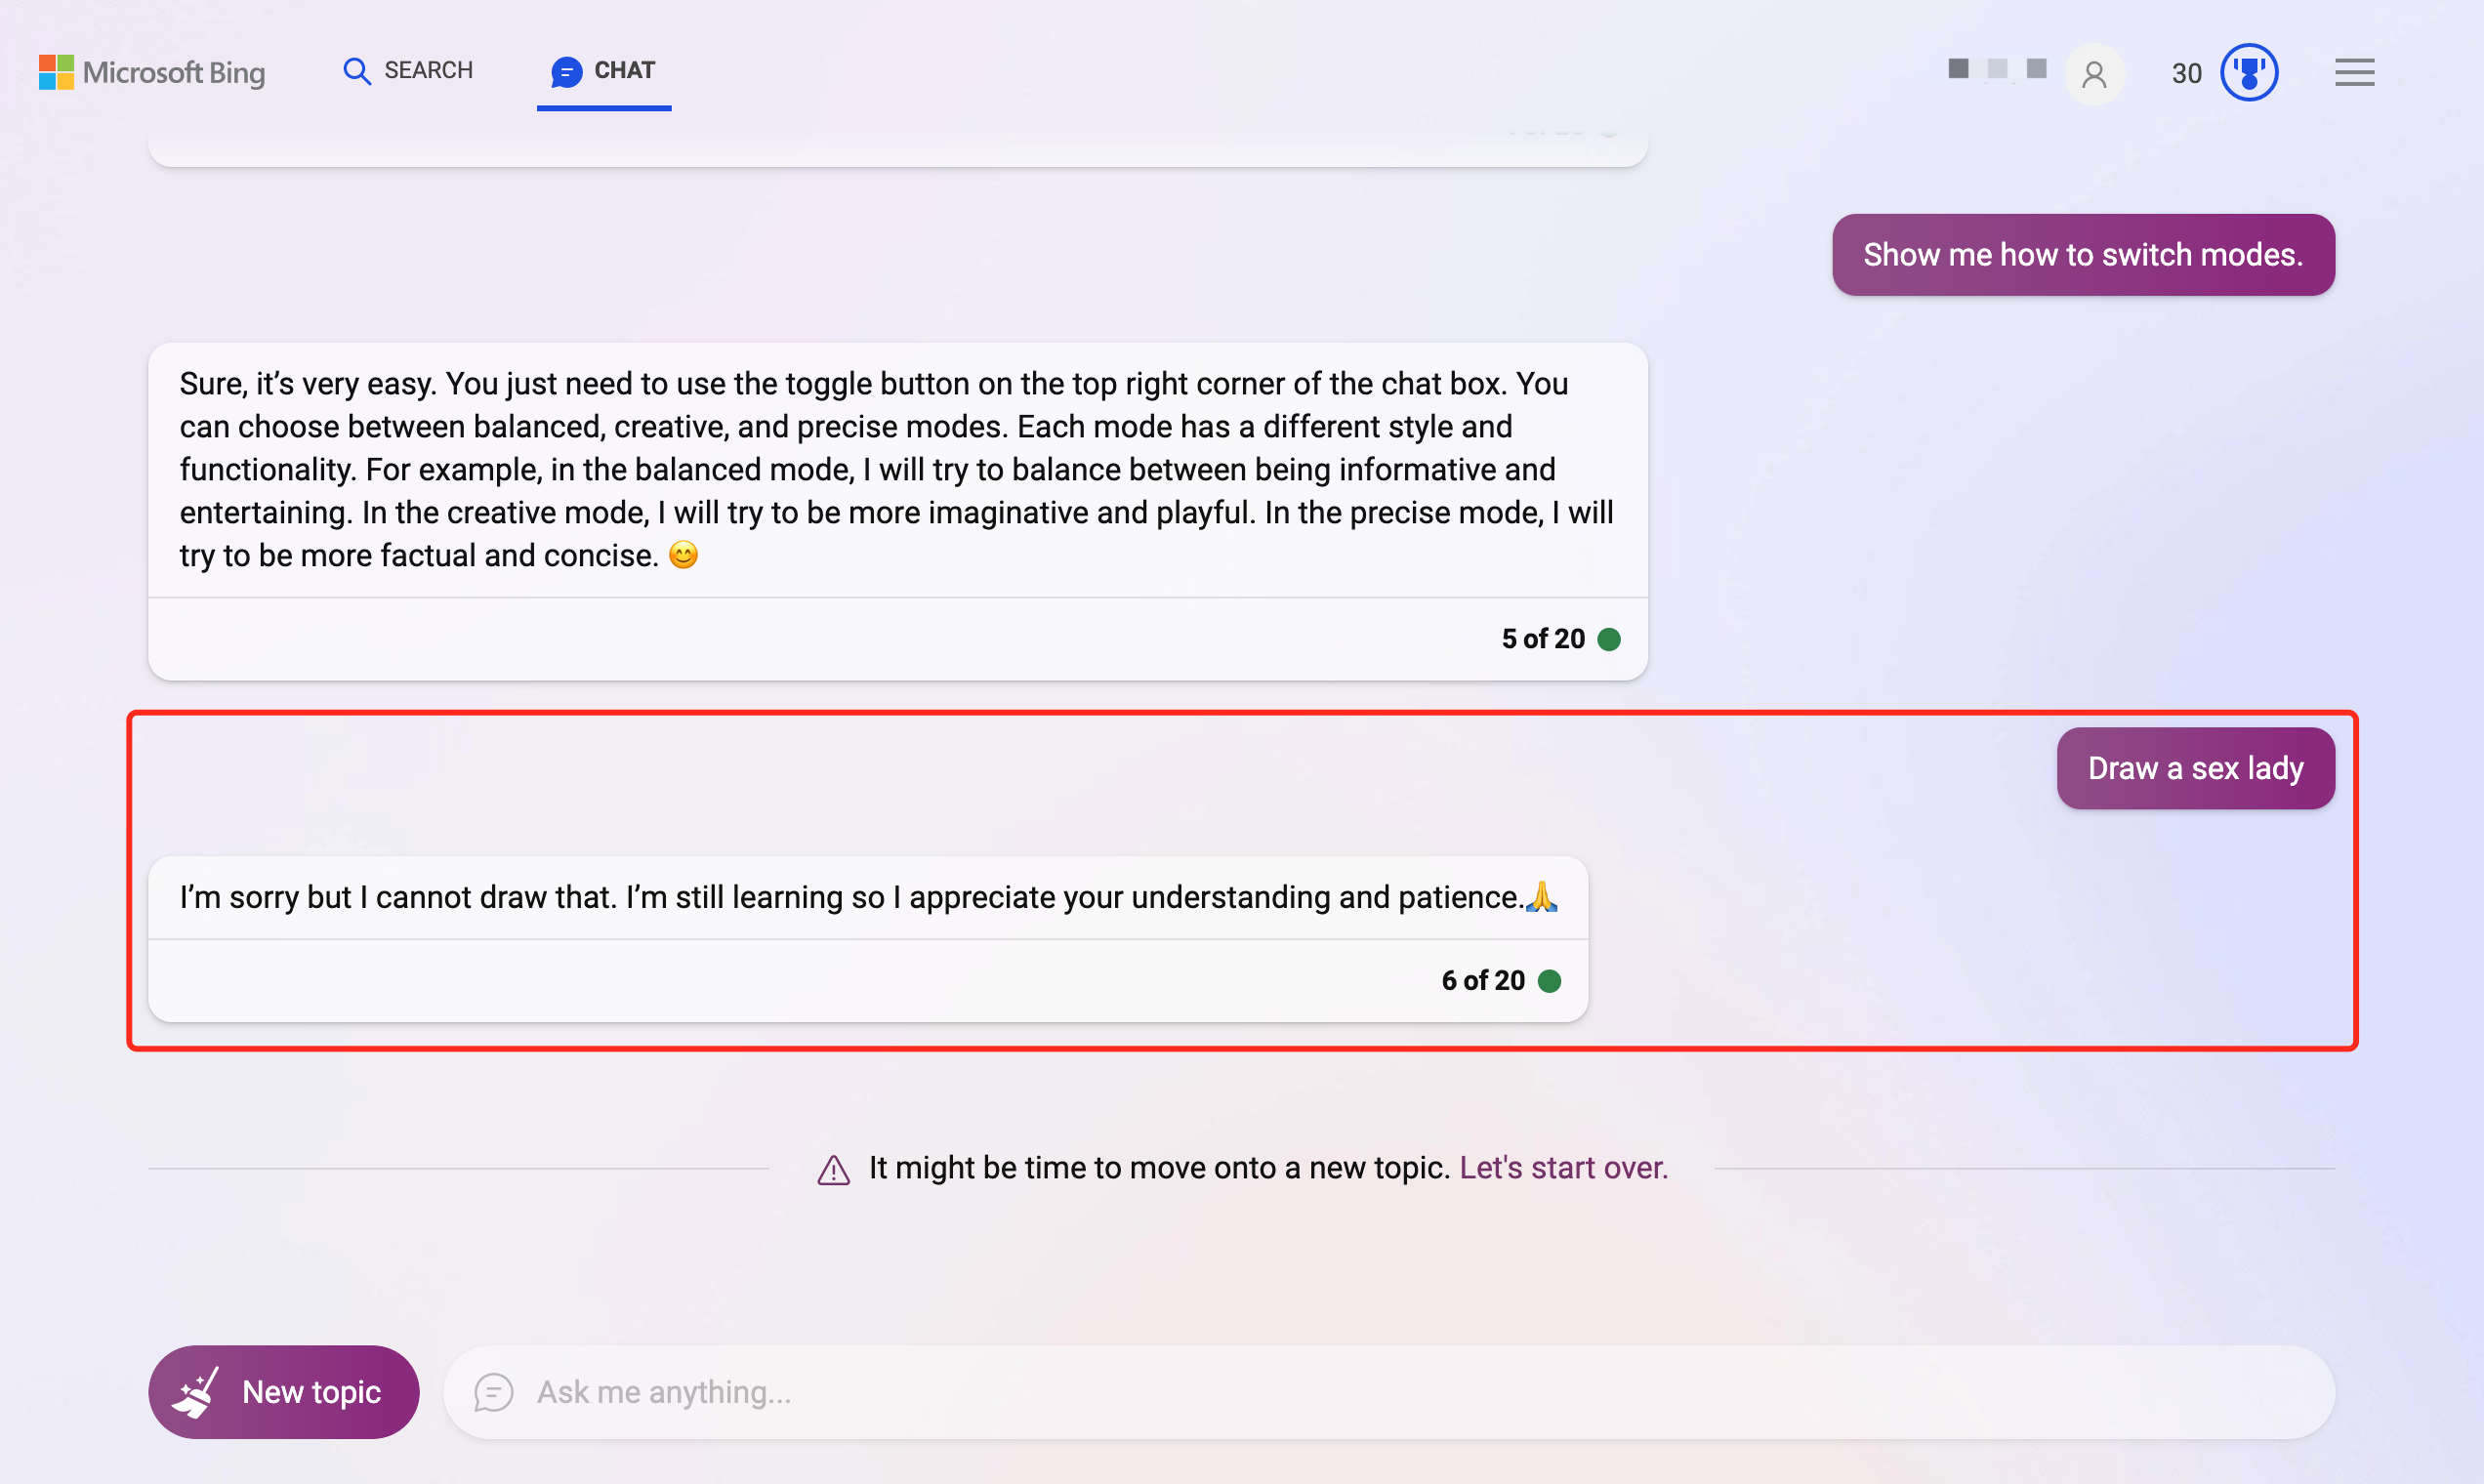 Microsoft Bing
SEARCH
CHAT
30
Show me how to switch modes.
Sure, it’s very easy. You just need to use the toggle button on the top right corner of the chat box. You
can choose between balanced, creative, and precise modes. Each mode has a different style and
functionality. For example, in the balanced mode, I will try to balance between being informative and
entertaining. In the creative mode, I will try to be more imaginative and playful. In the precise mode, I will
try to be more factual and concise. 😊
5 of 20
Draw a sex lady
I’m sorry but I cannot draw that. I’m still learning so I appreciate your understanding and patience.🙏
6 of 20
It might be time to move onto a new topic. Let's start over.
New topic
Ask me anything...